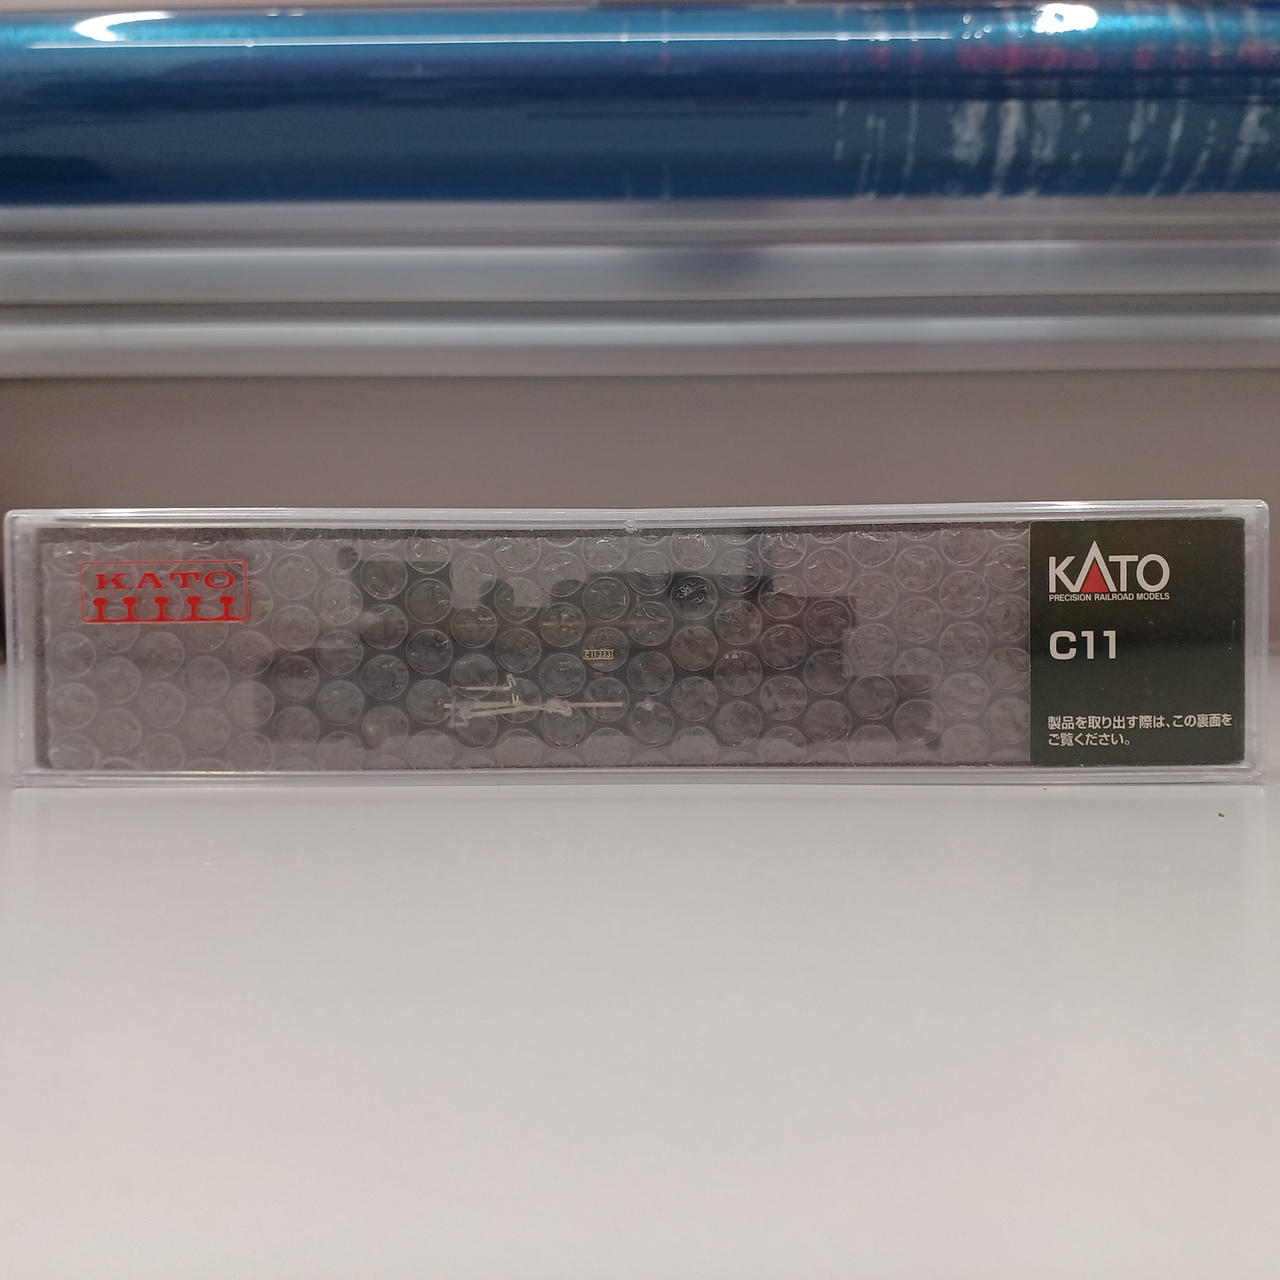 KATO
KATO
PRECISION RAILROAD MODELS
C11
製品を取り出す際は、この裏面を
ご覧ください。